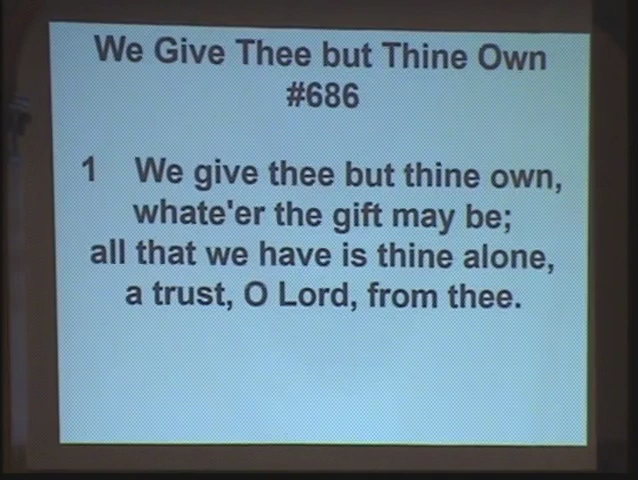 We Give Thee but Thine Own
#686
1 We give thee but thine own,
whate'er the gift may be;
all that we have is thine alone,
a trust, O Lord, from thee.